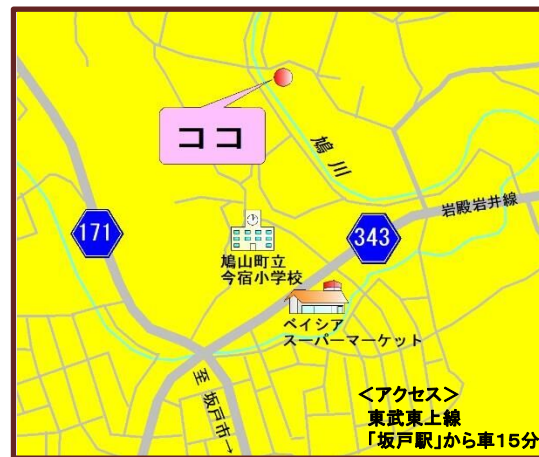 ココ
鳩川
岩殿岩井線
171
343
鳩山町立
今宿小学校
ベイシア
スーパーマーケット
至 坂戸市→
＜アクセス＞
東武東上線
「坂戸駅」から車15分